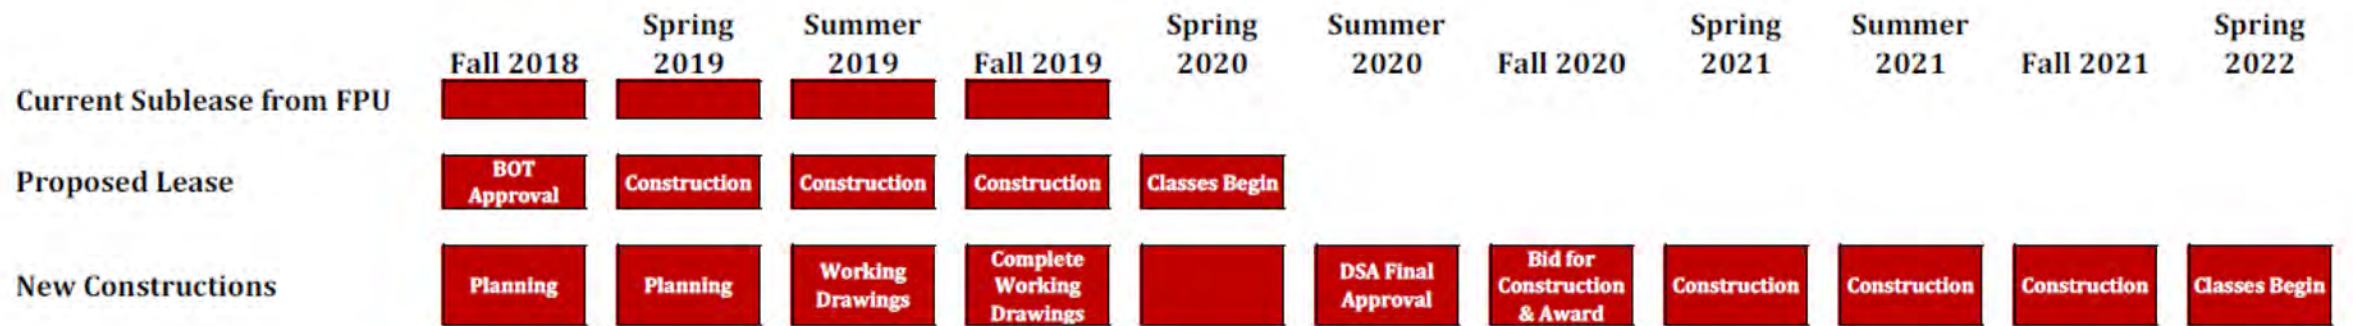 Spring Summer Spring Summer Spring Summer Spring
Fall 2018 2019 2019 Fall 2019 2020 2020 Fall 2020 2021 2021 Fall 2021 2022
Current Sublease from FPU
BOT
Proposed Lease Approval Construction Construction Construction Classes Begin
Complete Bid for
New Constructions Planning Planning Working Working DSA Final Construction Construction Construction Construction Classes Begin
Drawings Drawings Approval & Award